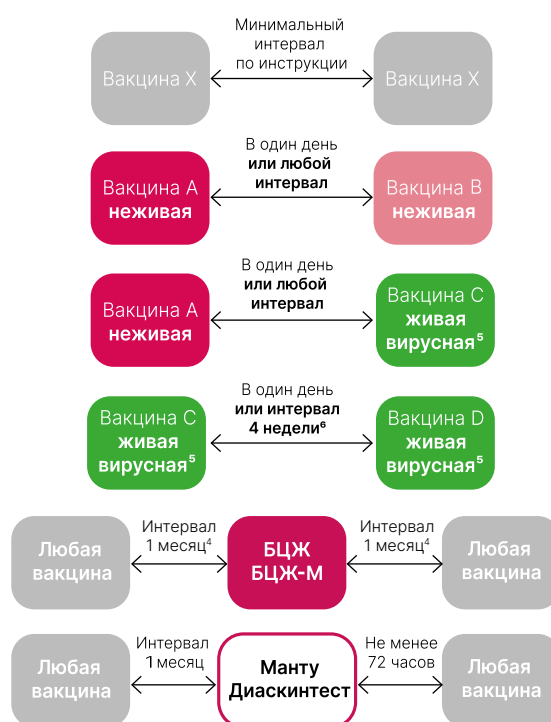 Минимальный
интервал
по инструкции
Вакцина X
Вакцина X
В один день
или любой
интервал
Вакцина A
неживая
Вакцина B
неживая
В один день
или любой
интервал
Вакцина A
неживая
Вакцина C
живая
вирусная⁵
В один день
или интервал
4 недели⁶
Вакцина C
живая
вирусная⁵
Вакцина D
живая
вирусная⁵
Любая
вакцина
Интервал
1 месяц⁴
БЦЖ
БЦЖ-М
Интервал
1 месяц⁴
Любая
вакцина
Любая
вакцина
Интервал
1 месяц
Манту
Диаскинтест
Не менее
72 часов
Любая
вакцина